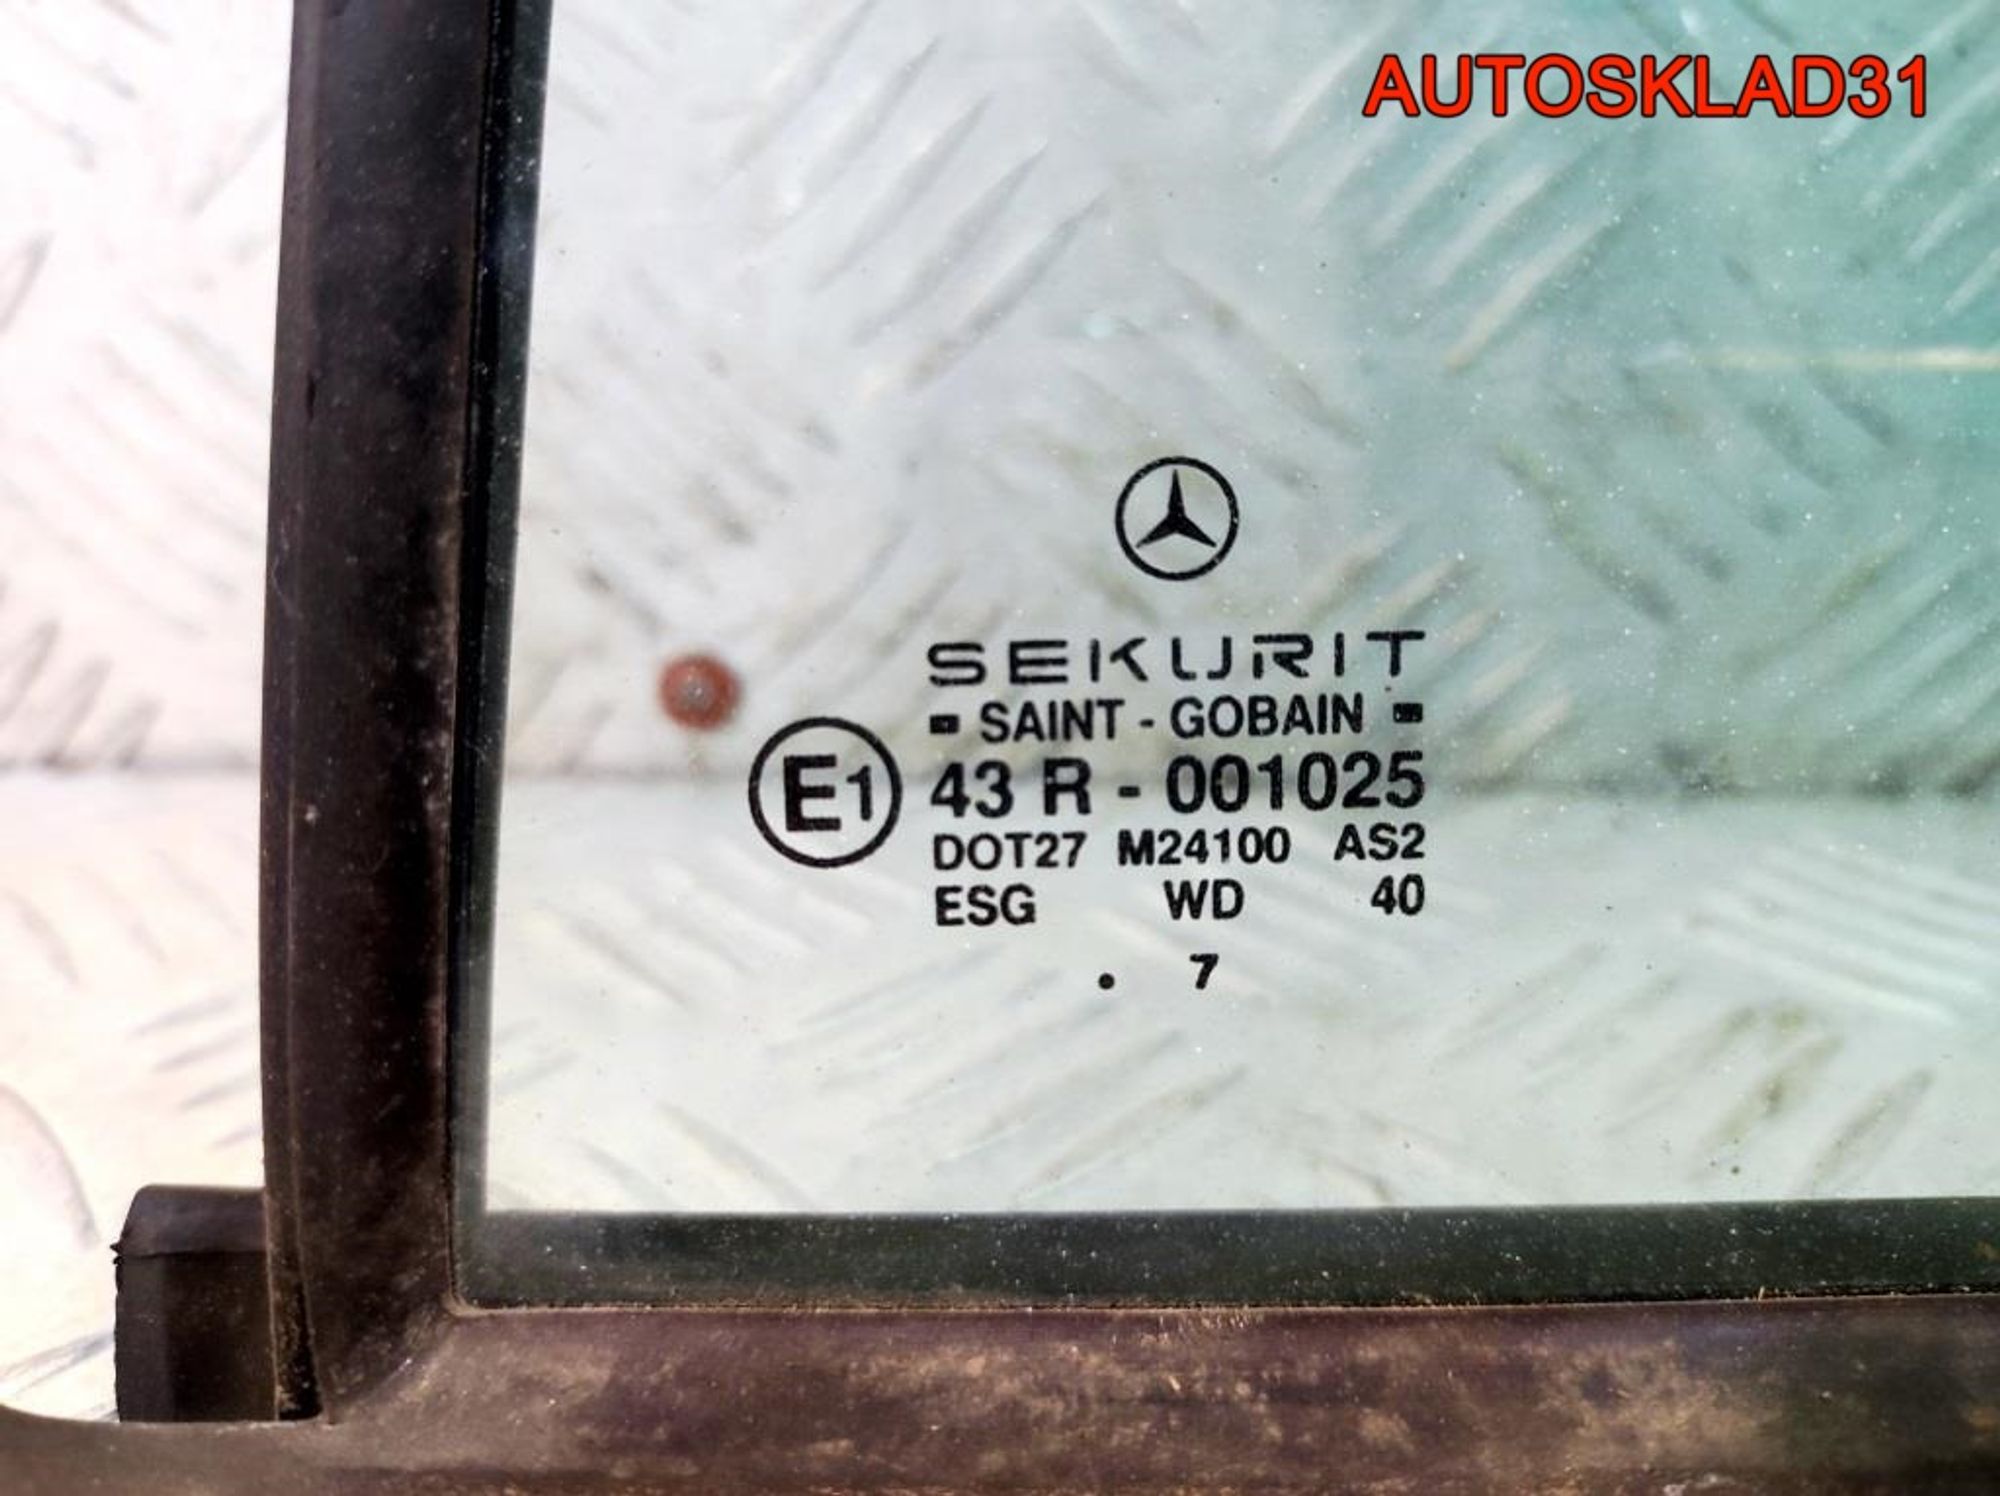 AUTOSKLAD31
SEKURIT
SAINT - GOBAIN
E1 43 R - 001025
DOT27 M24100 AS2
ESG WD 40
. 7